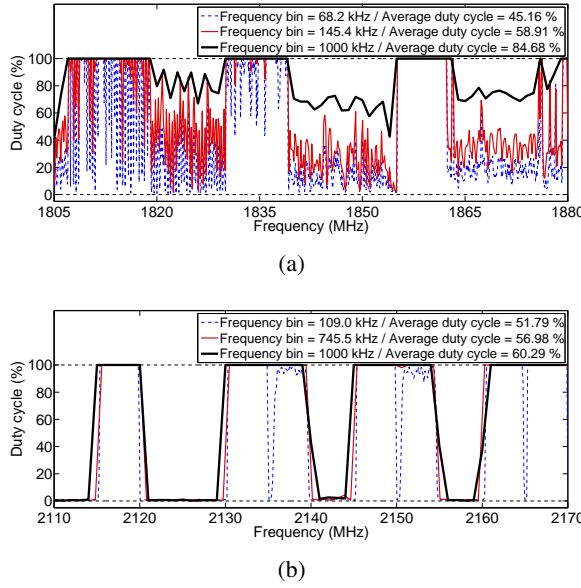 Frequency bin = 68.2 kHz / Average duty cycle = 45.16 %
Frequency bin = 145.4 kHz / Average duty cycle = 58.91 %
Frequency bin = 1000 kHz / Average duty cycle = 84.68 %
100
80
60
40
20
0
Duty cycle (%)
1805 1820 1835 1850 1865 1880
Frequency (MHz)
(a)
Frequency bin = 109.0 kHz / Average duty cycle = 51.79 %
Frequency bin = 745.5 kHz / Average duty cycle = 56.98 %
Frequency bin = 1000 kHz / Average duty cycle = 60.29 %
100
80
60
40
20
0
Duty cycle (%)
2110 2120 2130 2140 2150 2160 2170
Frequency (MHz)
(b)